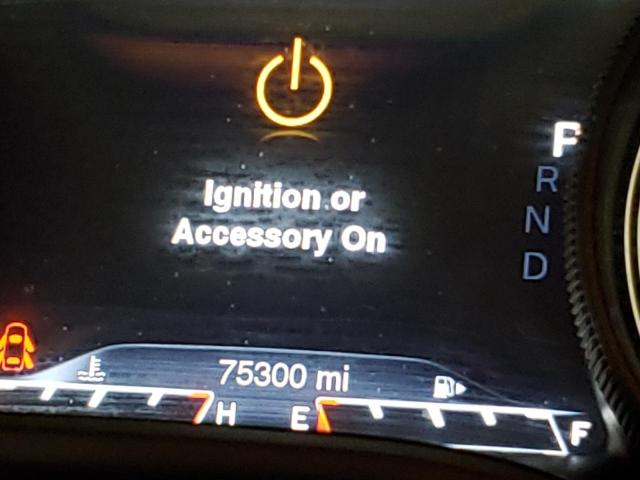 Ignition or
Accessory On
P
R
N
D
75300 mi
H
E
F